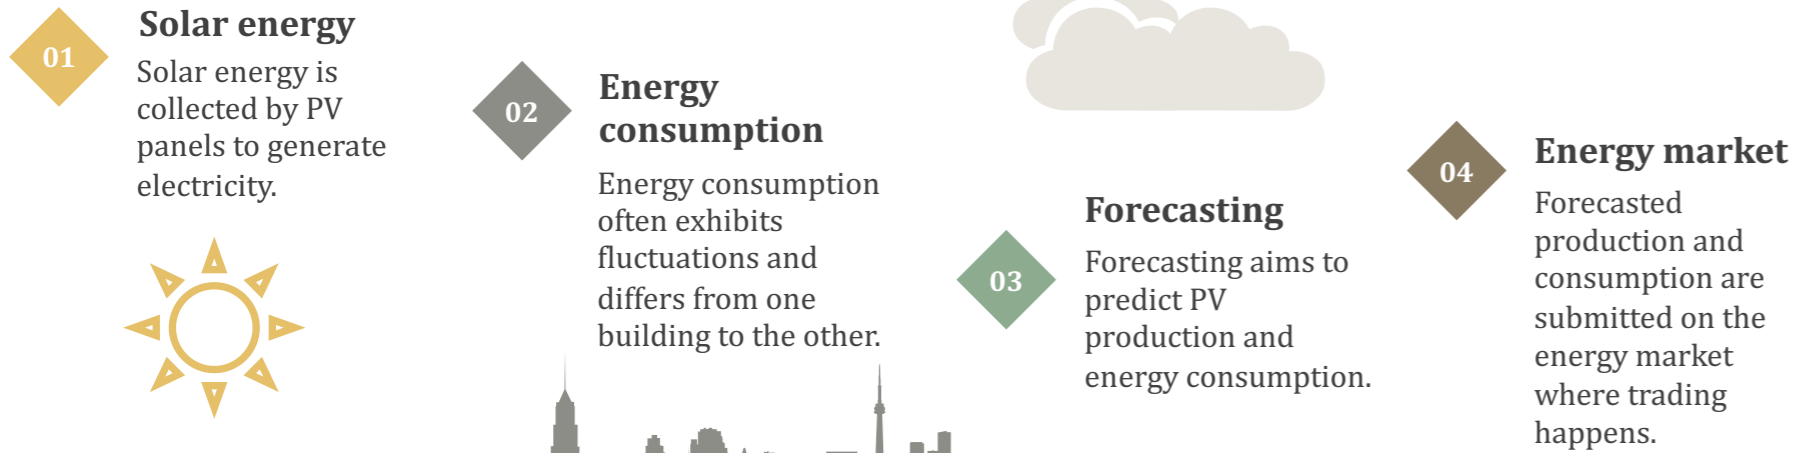 01
Solar energy
Solar energy is
collected by PV
panels to generate
electricity.
02
Energy
consumption
Energy consumption
often exhibits
fluctuations and
differs from one
building to the other.
03
Forecasting
Forecasting aims to
predict PV
production and
energy consumption.
04
Energy market
Forecasted
production and
consumption are
submitted on the
energy market
where trading
happens.